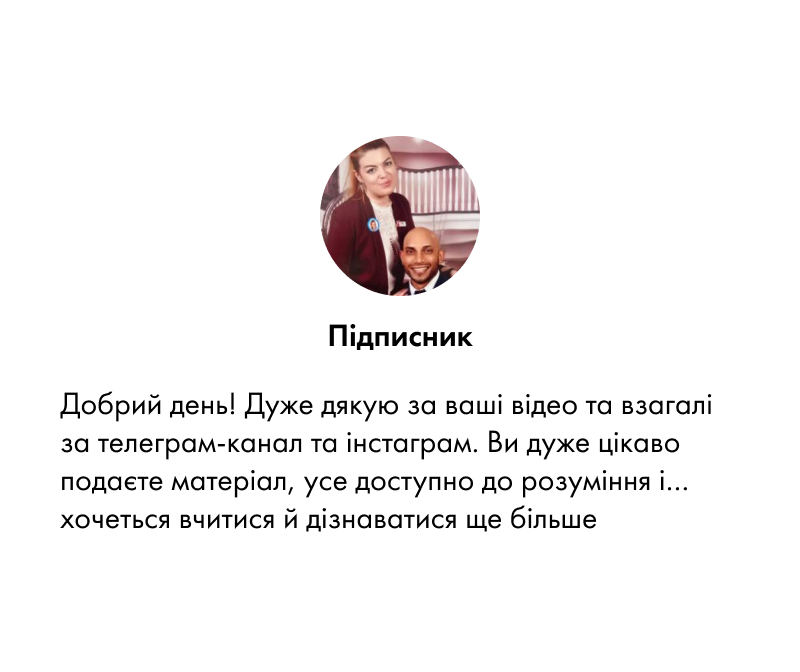 Підписник
Добрий день! Дуже дякую за ваші відео та взагалі
за телеграм-канал та інстаграм. Ви дуже цікаво
подаєте матеріал, усе доступно до розуміння і...
хочеться вчитися й дізнаватися ще більше